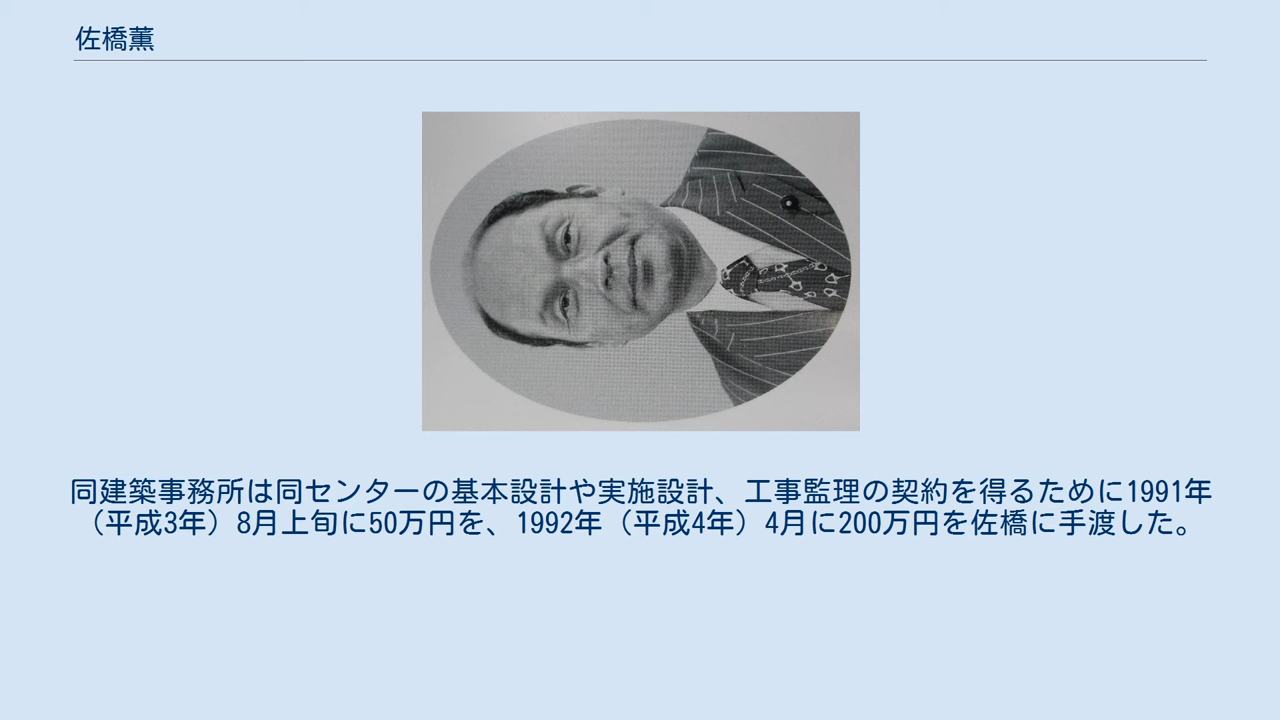 佐橋薫
同建築事務所は同センターの基本設計や実施設計、工事監理の契約を得るために1991年
（平成3年）8月上旬に50万円を、1992年（平成4年）4月に200万円を佐橋に手渡した。